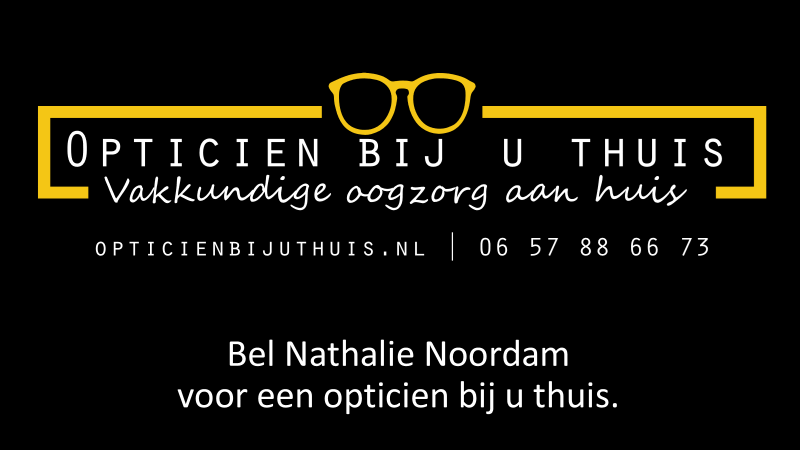 Opticien bij u thuis
Vakkundige oogzorg aan huis
opticienbijuthuis.nl | 06 57 88 66 73
Bel Nathalie Noordam
voor een opticien bij u thuis.